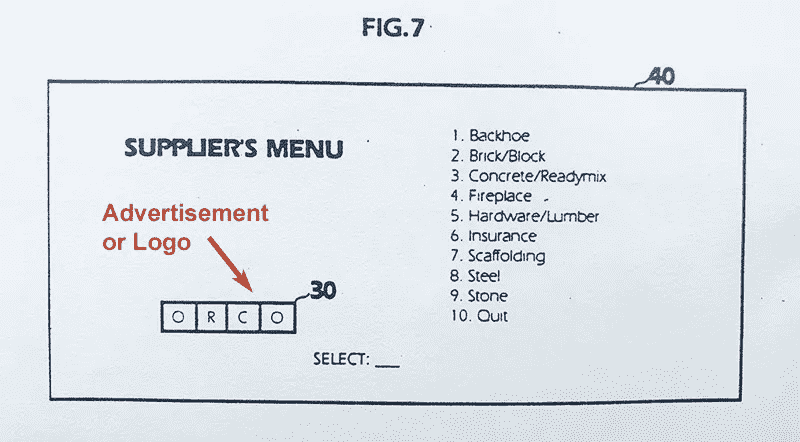 FIG.7
40
SUPPLIER'S MENU
Advertisement
or Logo
30
O R C O
SELECT: __
1. Backhoe
2. Brick/Block
3. Concrete/Readymix
4. Fireplace
5. Hardware/Lumber
6. Insurance
7. Scaffolding
8. Steel
9. Stone
10. Quit